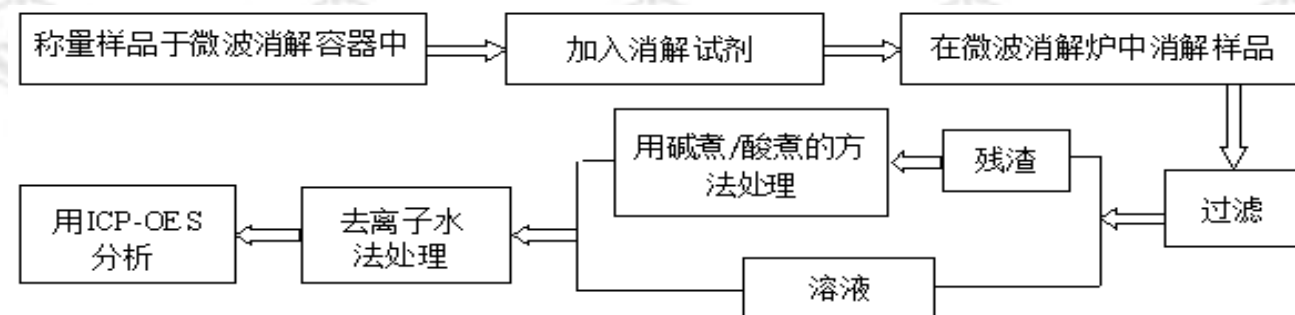 称量样品于微波消解容器中
加入消解试剂
在微波消解炉中消解样品
过滤
残渣
用碱煮/酸煮的方
法处理
溶液
去离子水
法处理
用ICP-OES
分析